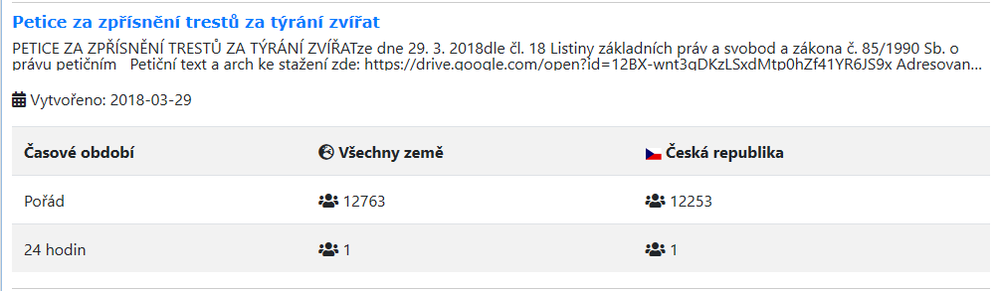 Petice za zpřísnění trestů za týrání zvířat
PETICE ZA ZPŘÍSNĚNÍ TRESTŮ ZA TÝRÁNÍ ZVÍŘATze dne 29. 3. 2018dle čl. 18 Listiny základních práv a svobod a zákona č. 85/1990 Sb. o
právu petičním Petiční text a arch ke stažení zde: https://drive.google.com/open?id=12BX-wnt3gDKzLSxdMtp0hZf41YR6JS9x Adresovan...
Vytvořeno: 2018-03-29
Časové období Všechny země Česká republika
Pořád 12763 12253
24 hodin 1 1